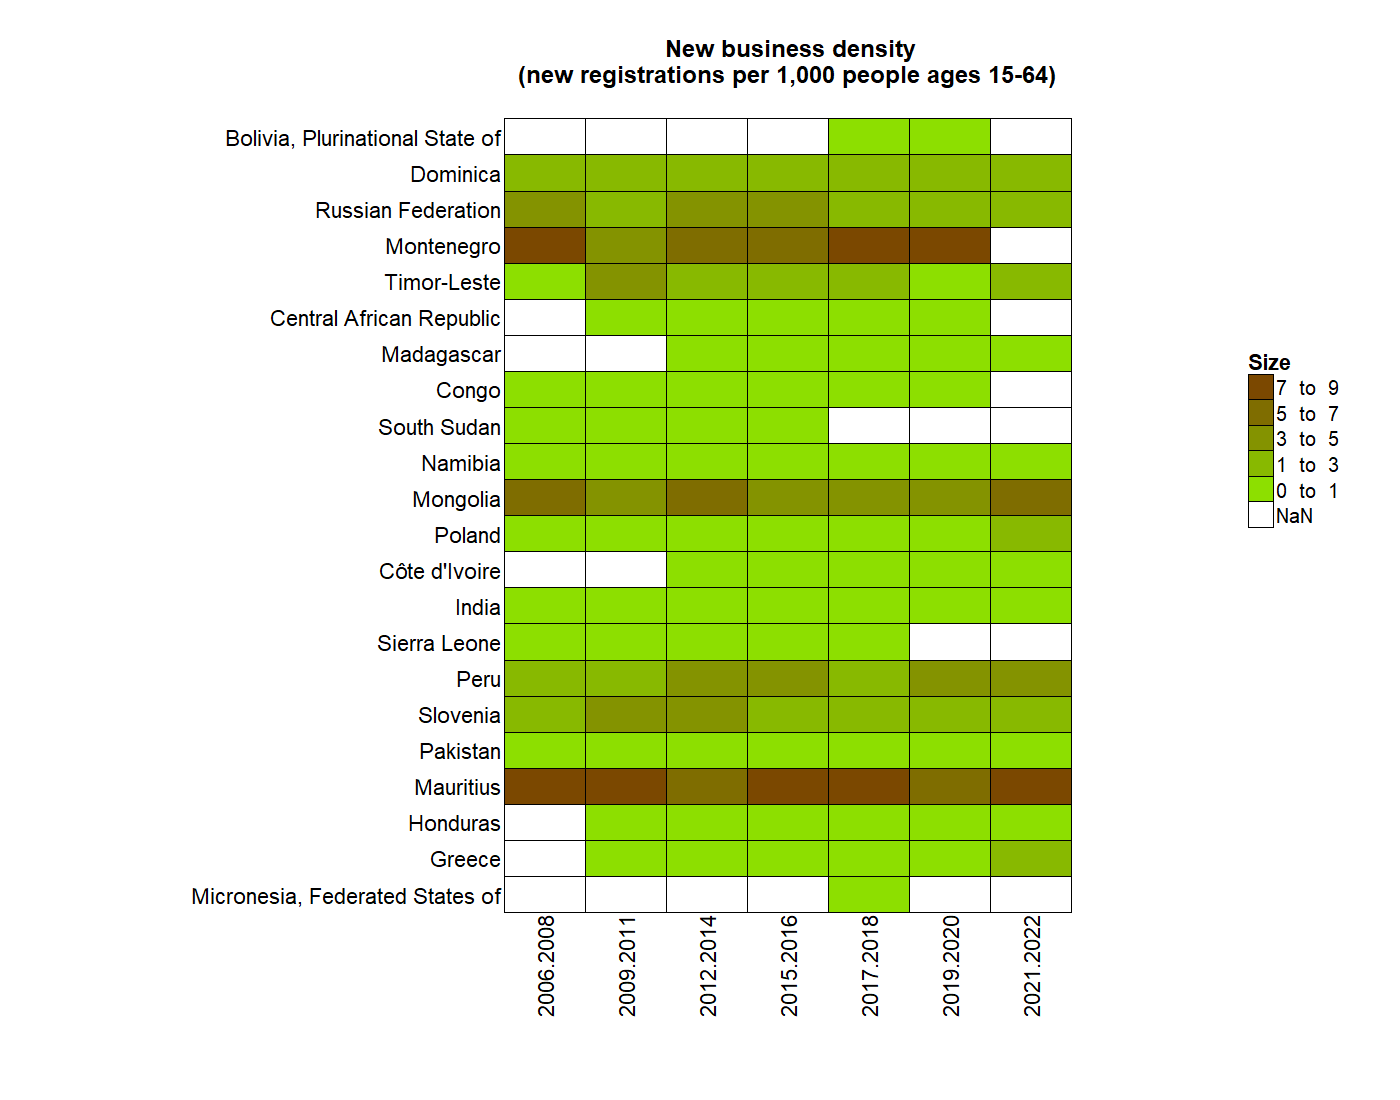 New business density
(new registrations per 1,000 people ages 15-64)
Bolivia, Plurinational State of
Dominica
Russian Federation
Montenegro
Timor-Leste
Central African Republic
Madagascar
Congo
South Sudan
Namibia
Mongolia
Poland
Côte d'Ivoire
India
Sierra Leone
Peru
Slovenia
Pakistan
Mauritius
Honduras
Greece
Micronesia, Federated States of
2006.2008
2009.2011
2012.2014
2015.2016
2017.2018
2019.2020
2021.2022
Size
7 to 9
5 to 7
3 to 5
1 to 3
0 to 1
NaN